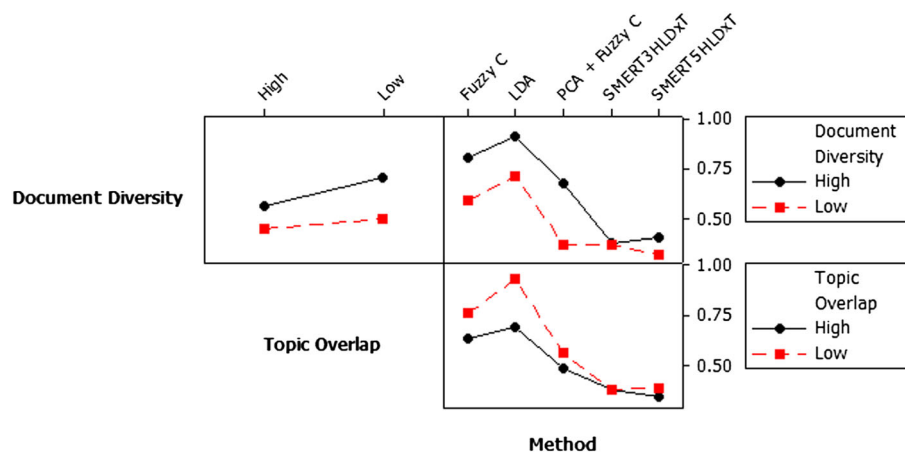 High
Low
Fuzzy C
LDA
PCA + Fuzzy C
SMERT3HLDxT
SMERT5HLDxT
Document Diversity
1.00
0.75
0.50
Document
Diversity
High
Low
Topic Overlap
1.00
0.75
0.50
Topic
Overlap
High
Low
Method